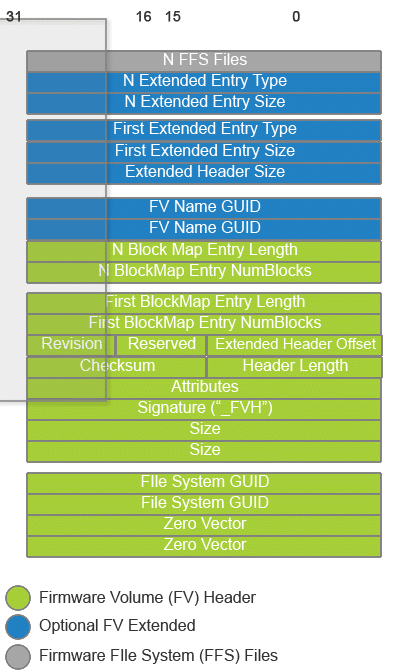 31 16 15 0
N FFS Files
N Extended Entry Type
N Extended Entry Size
First Extended Entry Type
First Extended Entry Size
Extended Header Size
FV Name GUID
FV Name GUID
N Block Map Entry Length
N BlockMap Entry NumBlocks
First BlockMap Entry Length
First BlockMap Entry NumBlocks
Revision Reserved Extended Header Offset
Checksum Header Length
Attributes
Signature (“_FVH”)
Size
Size
FIle System GUID
FIle System GUID
Zero Vector
Zero Vector
Firmware Volume (FV) Header
Optional FV Extended
Firmware FIle System (FFS) Files